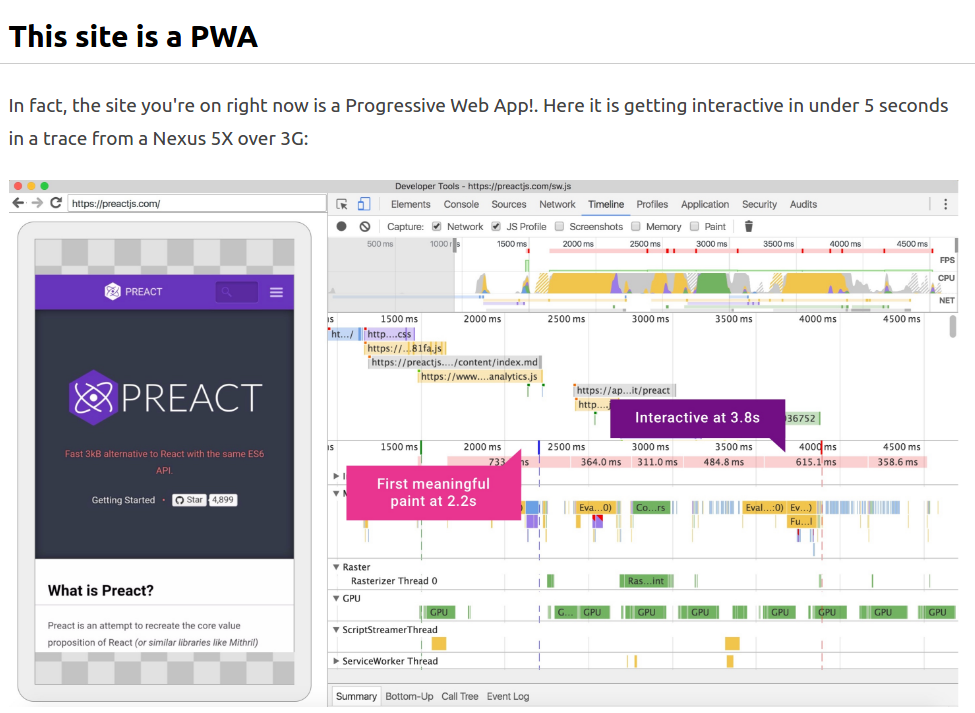 This site is a PWA
In fact, the site you're on right now is a Progressive Web App!. Here it is getting interactive in under 5 seconds
in a trace from a Nexus 5X over 3G:
Developer Tools - https://preactjs.com/sw.js
https://preactjs.com/
Elements Console Sources Network Timeline Profiles Application Security Audits
Capture: Network JS Profile Screenshots Memory Paint
500 ms 1000 1500 ms 2000 ms 2500 ms 3000 ms 3500 ms 4000 ms 4500 ms
FPS
CPU
NET
PREACT
PREACT
Fast 3kB alternative to React with the same ES6
API.
Getting Started · Star 4,899
What is Preact?
Preact is an attempt to recreate the core value
proposition of React (or similar libraries like Mithril)
1500 ms 2000 ms 2500 ms 3000 ms 3500 ms 4000 ms 4500 ms
ht.../ http....css
https://...81fa.js
https://preactjs..../content/index.md
https://www....analytics.js
https://ap...it/preact
http....j
36752
Interactive at 3.8s
1500 ms 2000 ms 2500 ms 3000 ms 3500 ms 4000 ms 4500 ms
733. 364.0 ms 311.0 ms 484.8 ms 615.1 ms 358.6 ms
First meaningful
paint at 2.2s
Eva...0) Co...rs Eval...:0) Ev...)
Fu...l
Raster
Rasterizer Thread 0 Ras...int
GPU
GPU G... GPU GPU GPU GPU GPU GPU GPU
ScriptStreamerThread
ServiceWorker Thread
Summary Bottom-Up Call Tree Event Log